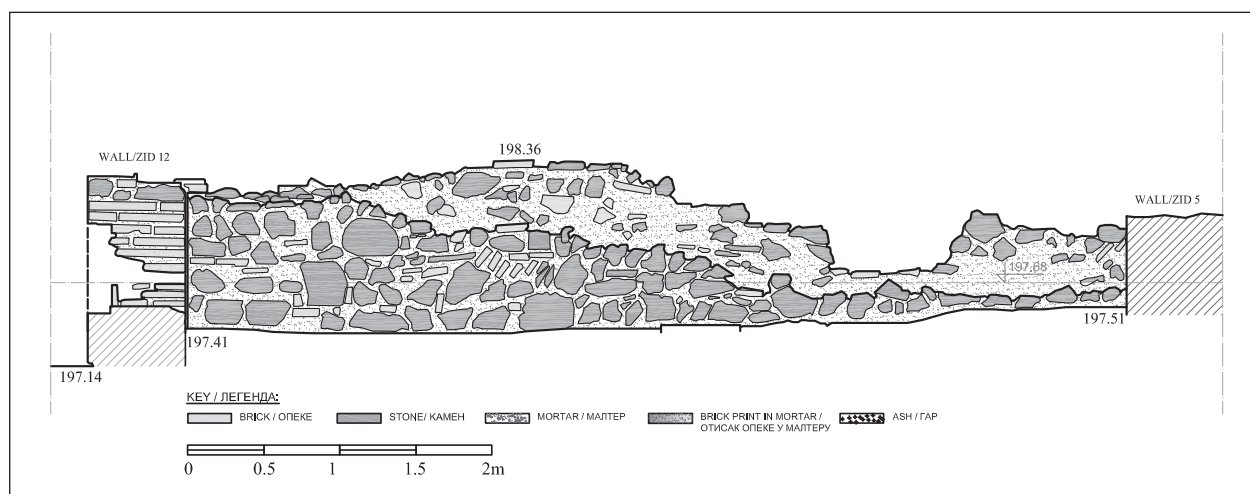 198.36
WALL/ZID 12
WALL/ZID 5
197.68
197.51
197.41
197.14
KEY / ЛЕГЕНДА:
BRICK / ОПЕКЕ
STONE/ КАМЕН
MORTAR / МАЛТЕР
BRICK PRINT IN MORTAR /
ОТИСАК ОПЕКЕ У МАЛТЕРУ
ASH / ГАР
0 0.5 1 1.5 2m